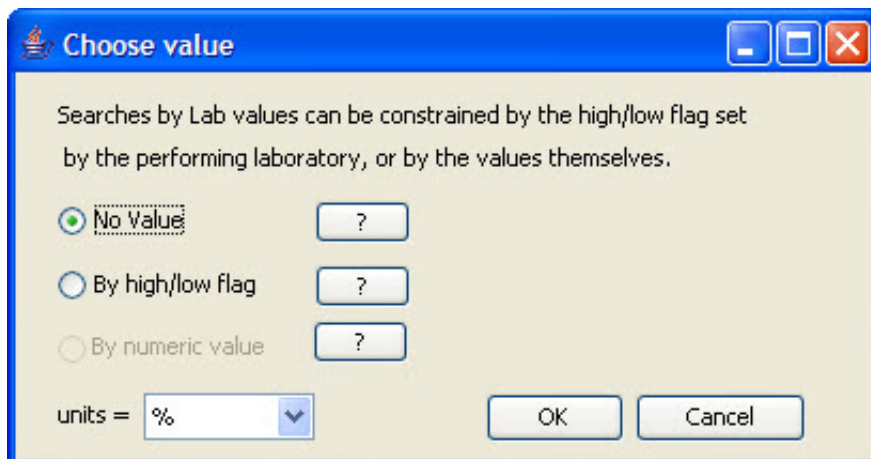 Choose value
Searches by Lab values can be constrained by the high/low flag set
by the performing laboratory, or by the values themselves.
No Value ?
By high/low flag ?
By numeric value ?
units = % OK Cancel